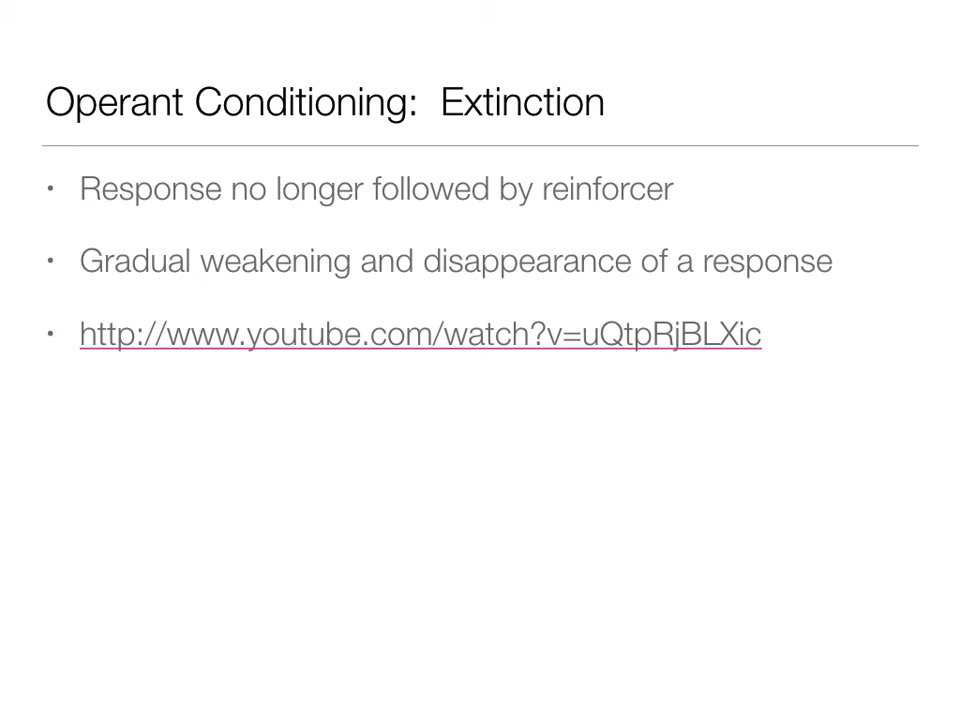 Operant Conditioning:  Extinction
• Response no longer followed by reinforcer
• Gradual weakening and disappearance of a response
• http://www.youtube.com/watch?v=uQtpRjBLXic